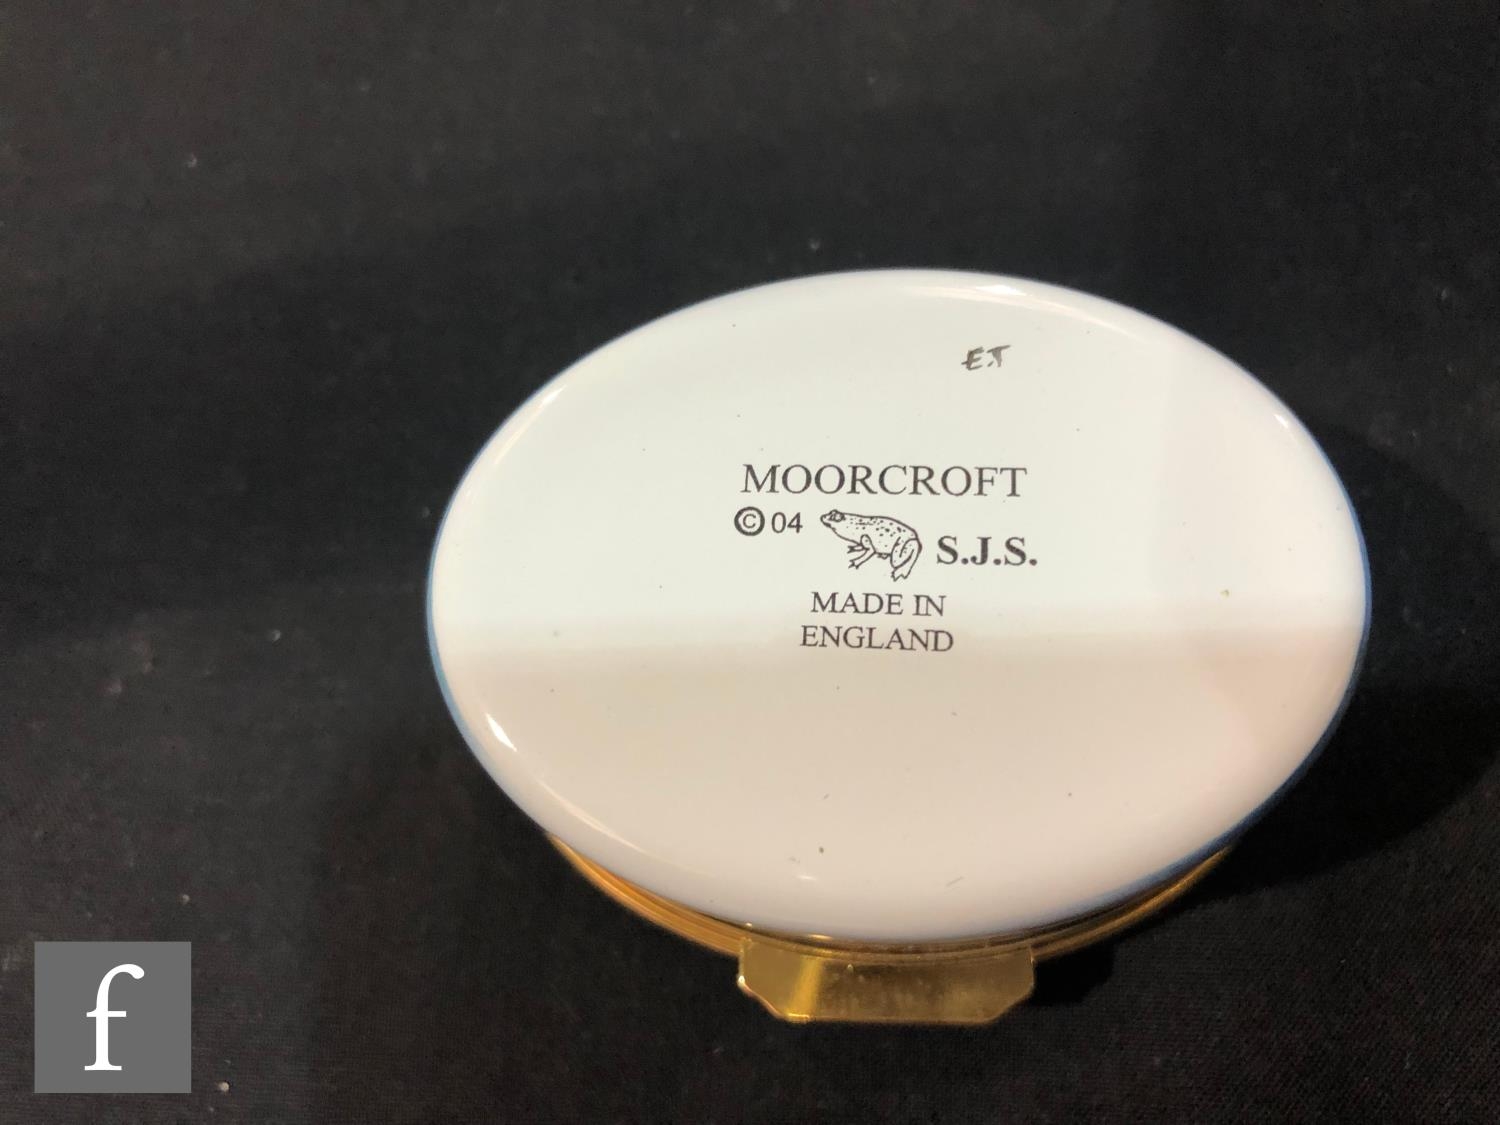 E.T
MOORCROFT
© 04 S.J.S.
MADE IN
ENGLAND
f